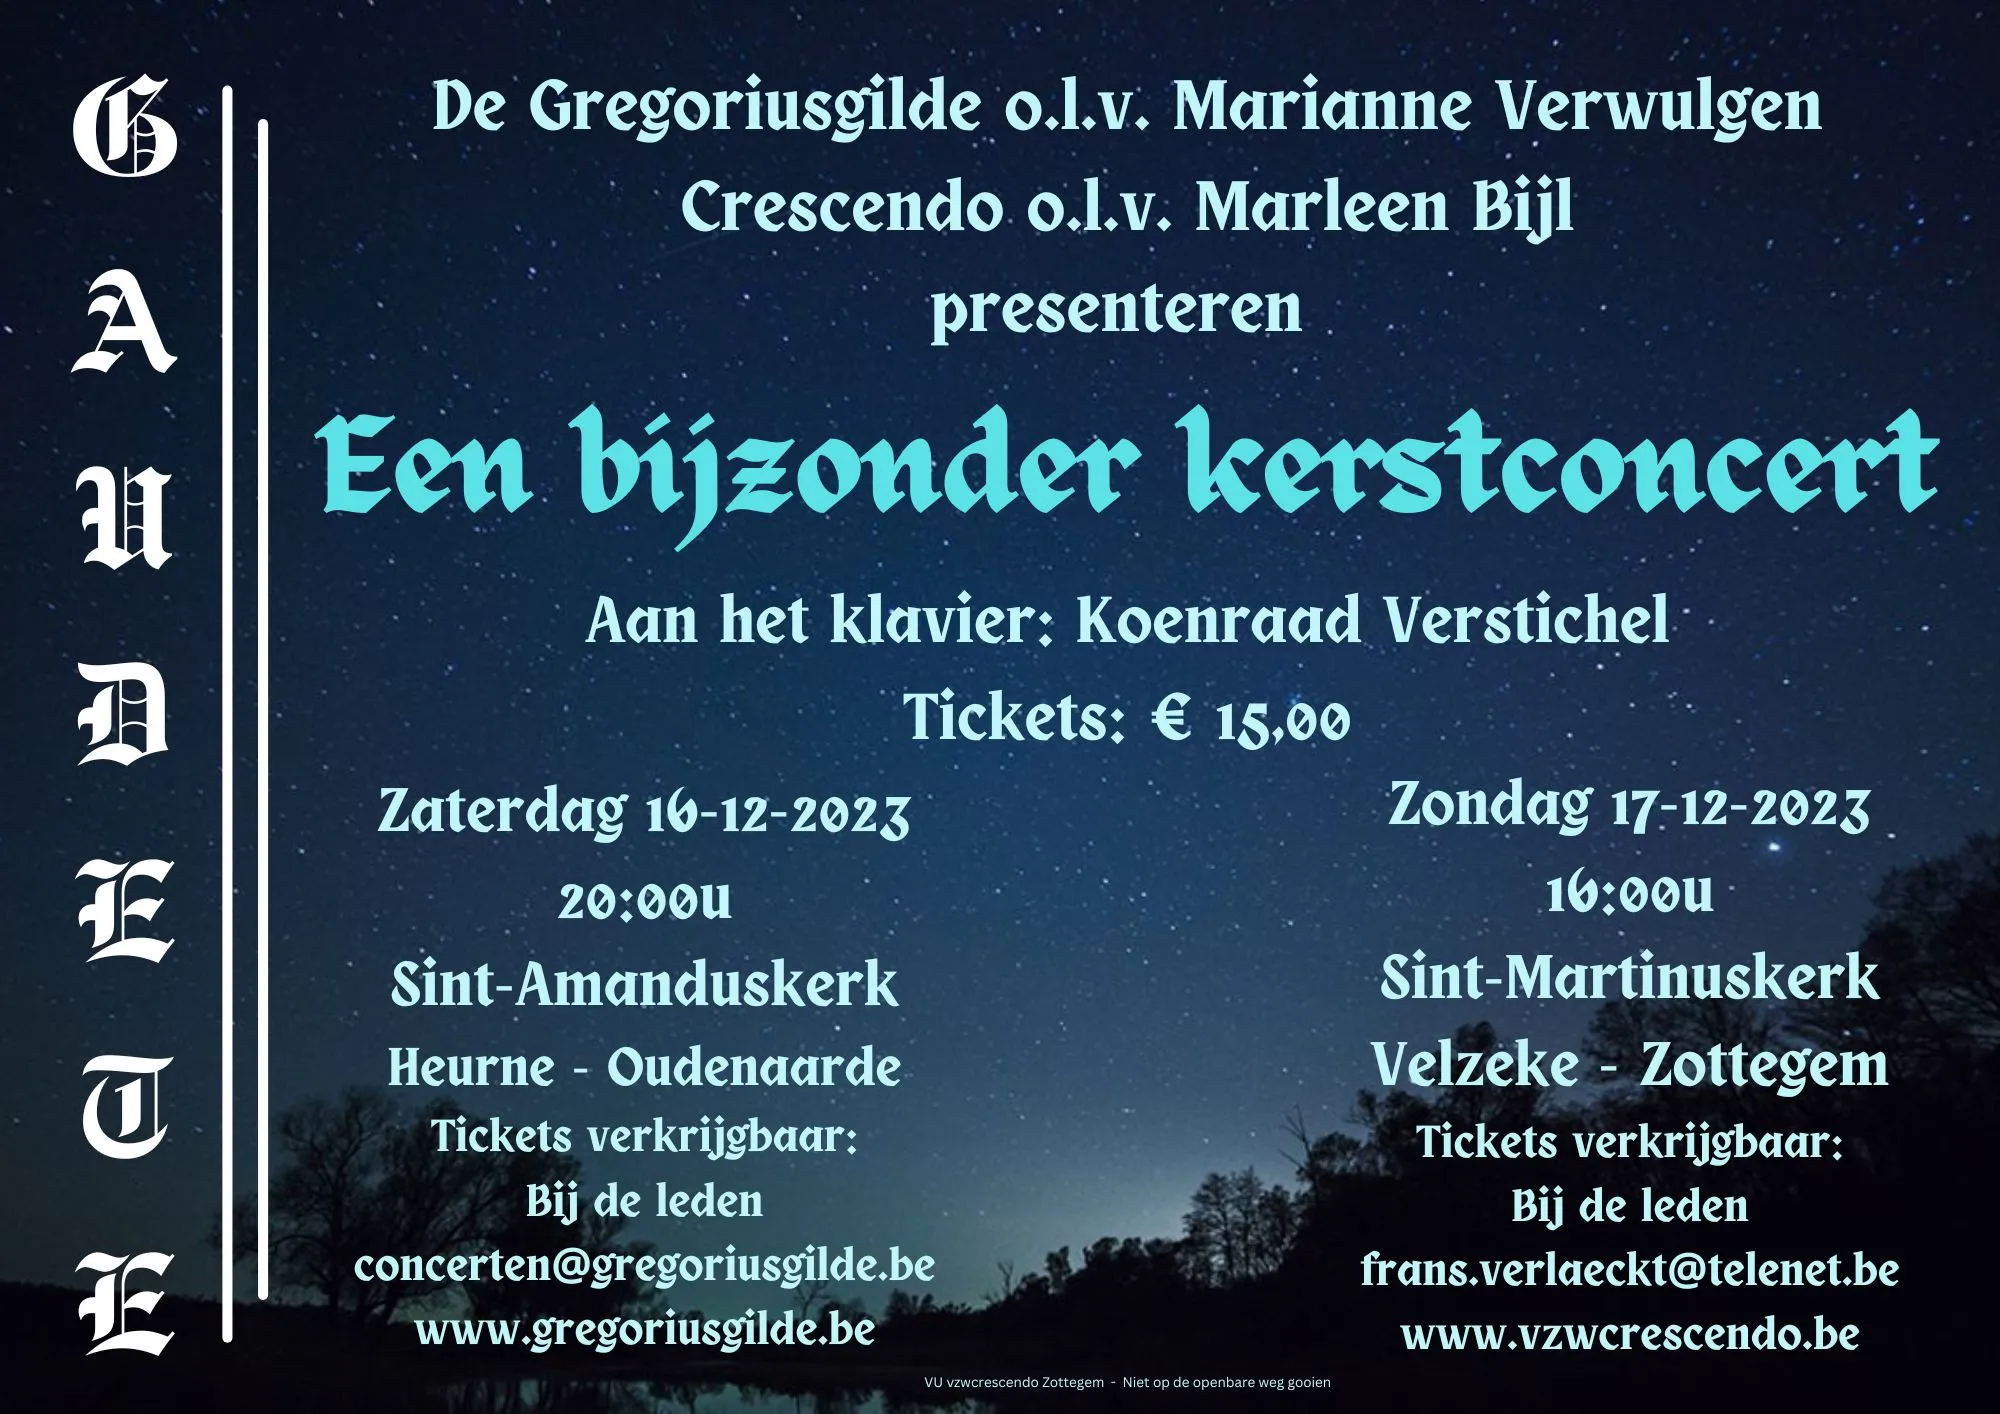 GAUDETE
De Gregoriusgilde o.l.v. Marianne Verwulgen
Crescendo o.l.v. Marleen Bijl
presenteren
Een bijzonder kerstconcert
Aan het klavier: Koenraad Verstichel
Tickets: € 15,00
Zaterdag 16-12-2023
20:00u
Sint-Amanduskerk
Heurne - Oudenaarde
Tickets verkrijgbaar:
Bij de leden
concerten@gregoriusgilde.be
www.gregoriusgilde.be
Zondag 17-12-2023
16:00u
Sint-Martinuskerk
Velzeke - Zottegem
Tickets verkrijgbaar:
Bij de leden
frans.verlaeckt@telenet.be
www.vzwcrescendo.be
VU vzwcrescendo Zottegem - Niet op de openbare weg gooien